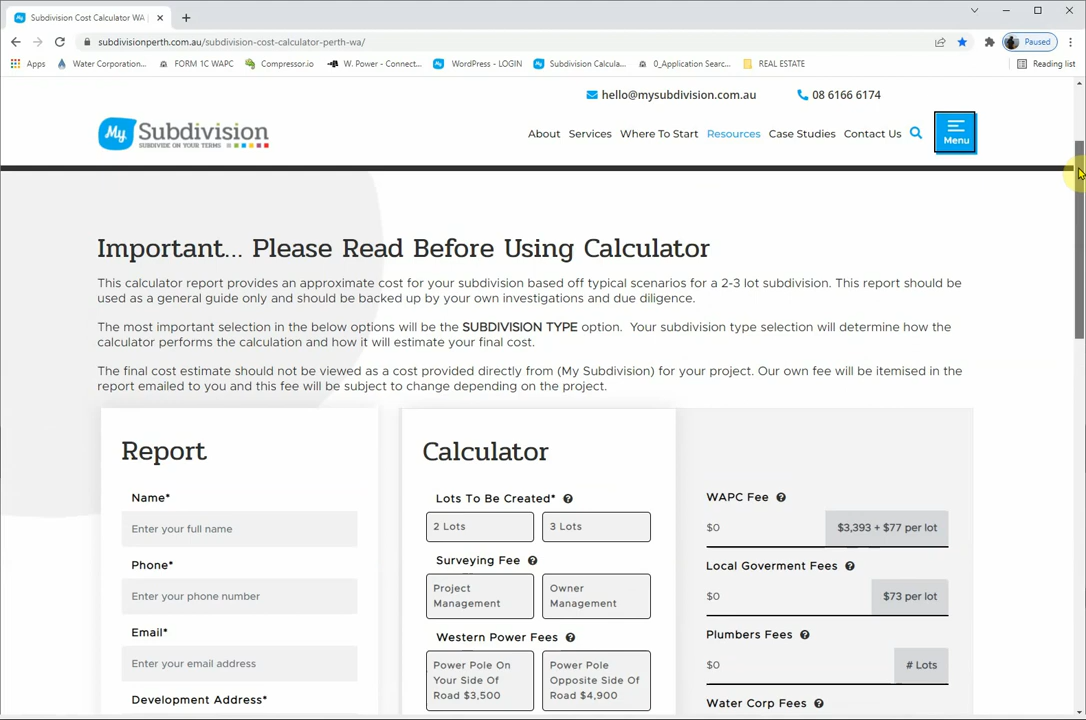 Subdivision Cost Calculator WA |
subdivisionperth.com.au/subdivision-cost-calculator-perth-wa/
Paused
Apps
Water Corporation...
FORM 1C WAPC
Compressor.io
W. Power - Connect...
WordPress - LOGIN
Subdivision Calcula...
0_Application Searc...
REAL ESTATE
Reading list
hello@mysubdivision.com.au
08 6166 6174
My Subdivision
SUBDIVIDE ON YOUR TERMS
About Services Where To Start Resources Case Studies Contact Us
Menu
Important... Please Read Before Using Calculator
This calculator report provides an approximate cost for your subdivision based off typical scenarios for a 2-3 lot subdivision. This report should be
used as a general guide only and should be backed up by your own investigations and due diligence.
The most important selection in the below options will be the SUBDIVISION TYPE option. Your subdivision type selection will determine how the
calculator performs the calculation and how it will estimate your final cost.
The final cost estimate should not be viewed as a cost provided directly from (My Subdivision) for your project. Our own fee will be itemised in the
report emailed to you and this fee will be subject to change depending on the project.
Report
Name*
Enter your full name
Phone*
Enter your phone number
Email*
Enter your email address
Development Address*
Calculator
Lots To Be Created* ?
2 Lots
3 Lots
Surveying Fee ?
Project
Management
Owner
Management
Western Power Fees ?
Power Pole On
Your Side Of
Road $3,500
Power Pole
Opposite Side Of
Road $4,900
WAPC Fee ?
$0
$3,393 + $77 per lot
Local Goverment Fees ?
$0
$73 per lot
Plumbers Fees ?
$0
# Lots
Water Corp Fees ?